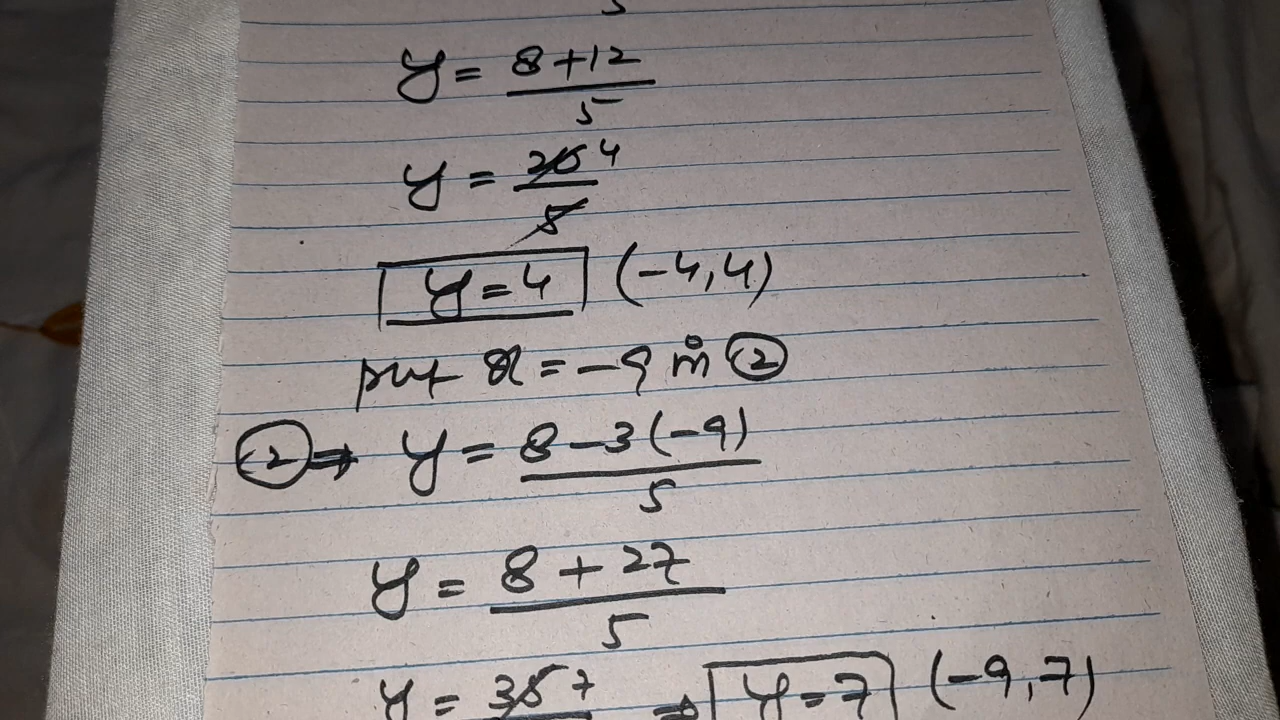 y = 8+12
5
y = 20 4
5
y = 4 (-4,4)
put x = -9 in ②
② ⇒ y = 8-3(-9)
5
y = 8 + 27
5
y = 35 7 ⇒ y = 7 (-9,7)